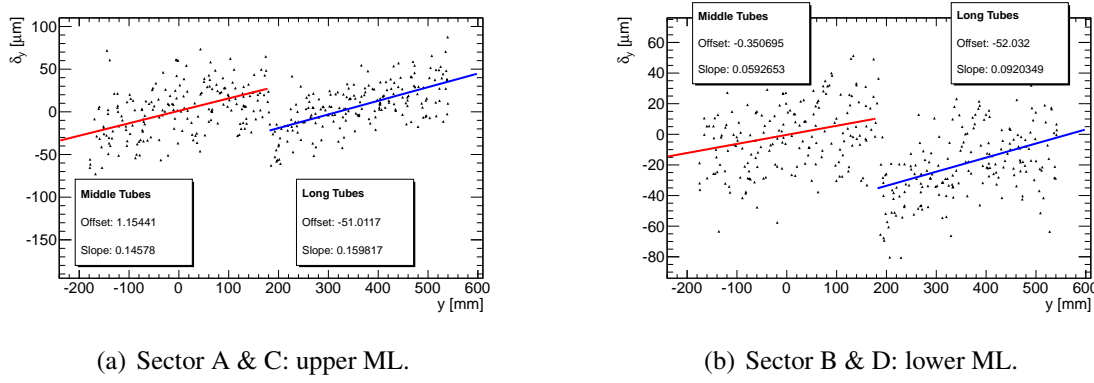 δy [μm]
100
50
0
-50
-100
-150
Middle Tubes
Offset: 1.15441
Slope: 0.14578
Long Tubes
Offset: -51.0117
Slope: 0.159817
-200 -100 0 100 200 300 400 500 600
y [mm]
(a) Sector A & C: upper ML.
δy [μm]
60
40
20
0
-20
-40
-60
-80
Middle Tubes
Offset: -0.350695
Slope: 0.0592653
Long Tubes
Offset: -52.032
Slope: 0.0920349
-200 -100 0 100 200 300 400 500 600
y [mm]
(b) Sector B & D: lower ML.